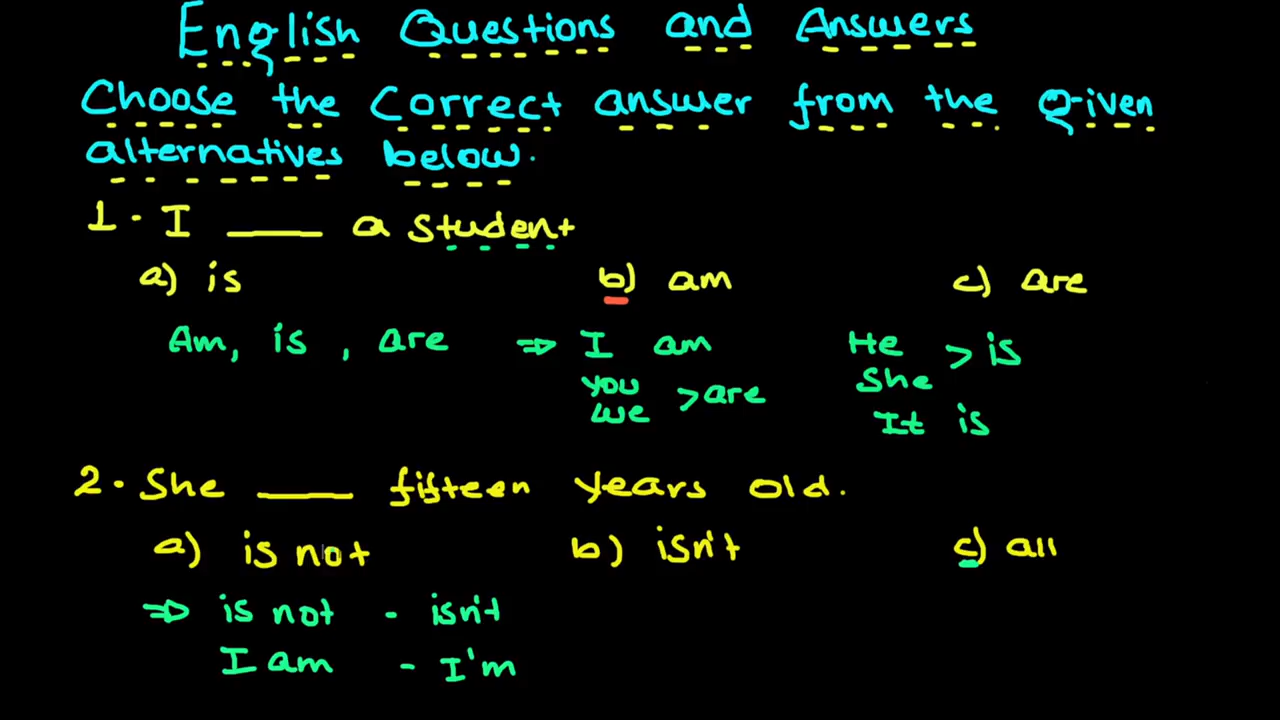 English Questions and Answers
Choose the Correct answer from the given
alternatives below.
1. I ____ a student
a) is b) am c) are
Am, is, are ⇒ I am He > is
you > are She
we It is
2. She ____ fifteen years old.
a) is not b) isn't c) all
⇒ is not - isn't
I am - I'm